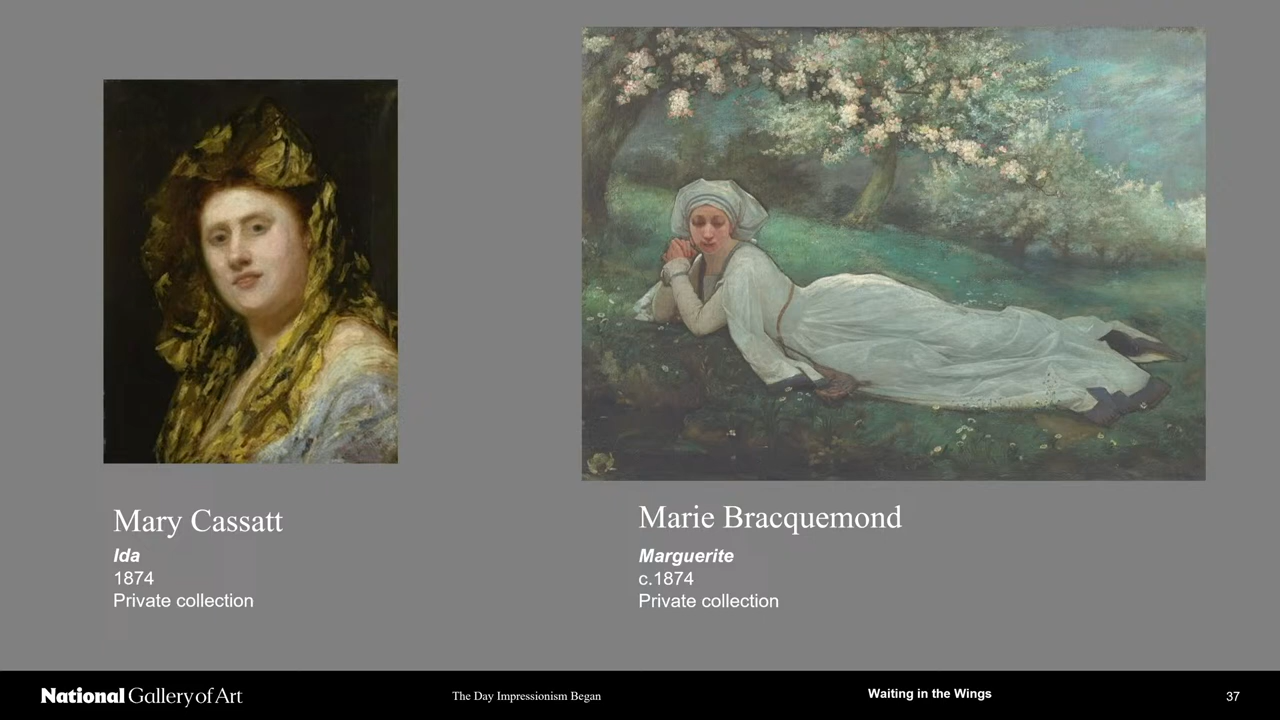 Mary Cassatt
Ida
1874
Private collection
Marie Bracquemond
Marguerite
c.1874
Private collection
National Gallery of Art
The Day Impressionism Began
Waiting in the Wings
37